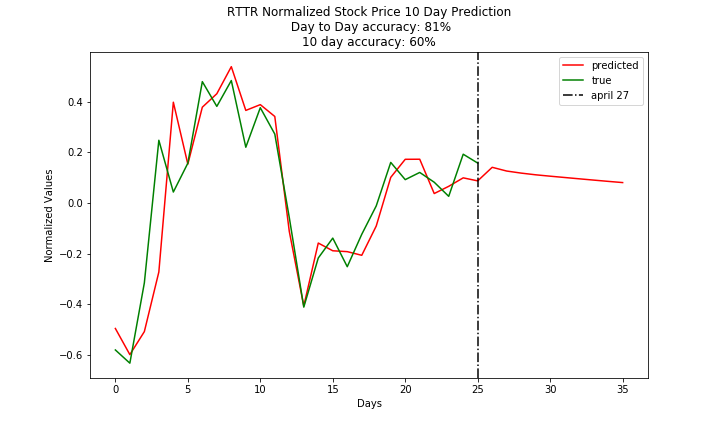 RTTR Normalized Stock Price 10 Day Prediction
Day to Day accuracy: 81%
10 day accuracy: 60%
predicted
true
april 27
Normalized Values
0.4
0.2
0.0
−0.2
−0.4
−0.6
0 5 10 15 20 25 30 35
Days